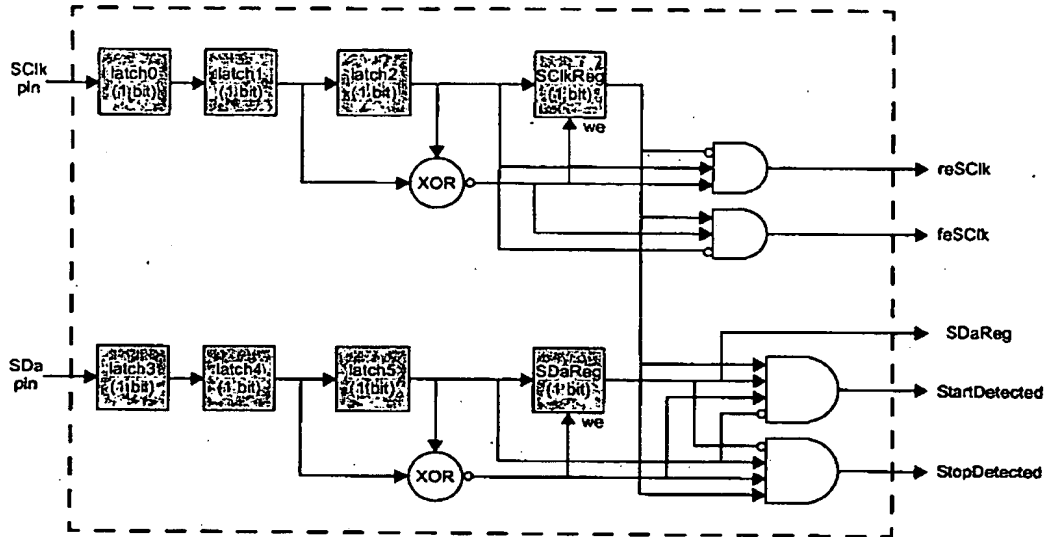 SClk
pin
latch0
(1 bit)
latch1
(1 bit)
latch2
(1 bit)
SClkReg
(1 bit)
we
XOR
reSClk
feSClk
SDa
pin
latch3
(1 bit)
latch4
(1 bit)
latch5
(1 bit)
SDaReg
(1 bit)
we
XOR
SDaReg
StartDetected
StopDetected